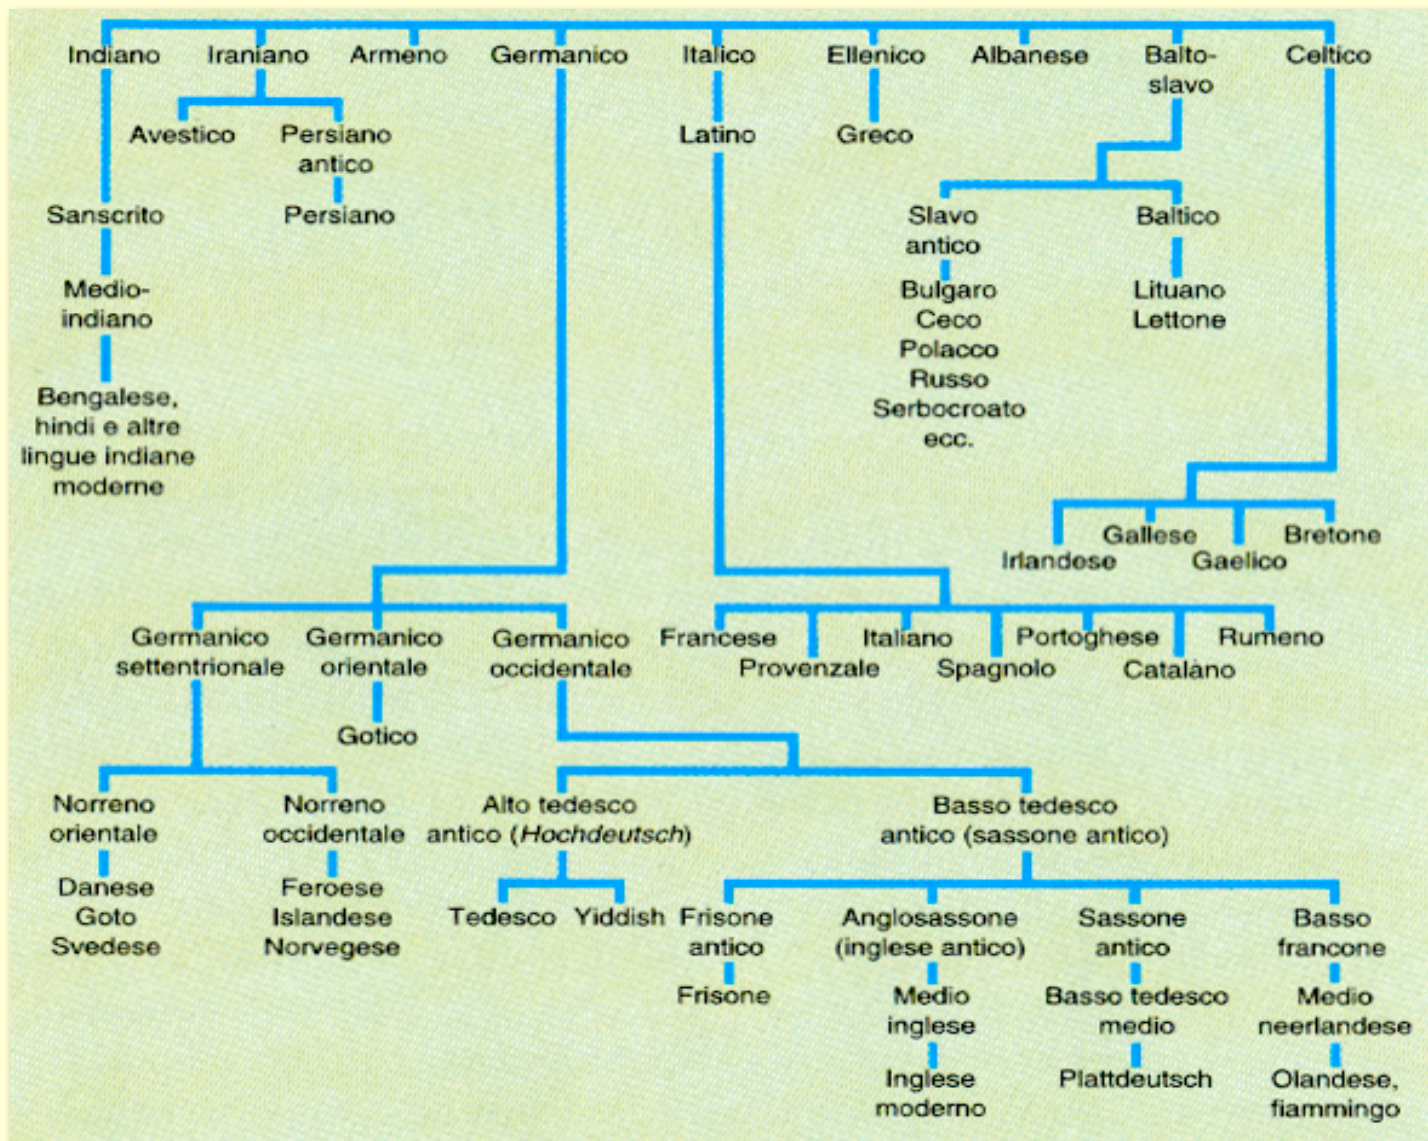 Indiano
Iraniano
Armeno
Germanico
Italico
Ellenico
Albanese
Balto-
slavo
Celtico
Avestico
Persiano
antico
Latino
Greco
Sanscrito
Persiano
Slavo
antico
Baltico
Medio-
indiano
Bulgaro
Ceco
Polacco
Russo
Serbocroato
ecc.
Lituano
Lettone
Bengalese,
hindi e altre
lingue indiane
moderne
Irlandese
Gallese
Gaelico
Bretone
Germanico
settentrionale
Germanico
orientale
Germanico
occidentale
Francese
Provenzale
Italiano
Spagnolo
Portoghese
Catalano
Rumeno
Gotico
Norreno
orientale
Norreno
occidentale
Alto tedesco
antico (Hochdeutsch)
Basso tedesco
antico (sassone antico)
Danese
Goto
Svedese
Feroese
Islandese
Norvegese
Tedesco
Yiddish
Frisone
antico
Anglosassone
(inglese antico)
Sassone
antico
Basso
francone
Frisone
Medio
inglese
Basso tedesco
medio
Medio
neerlandese
Inglese
moderno
Plattdeutsch
Olandese,
fiammingo